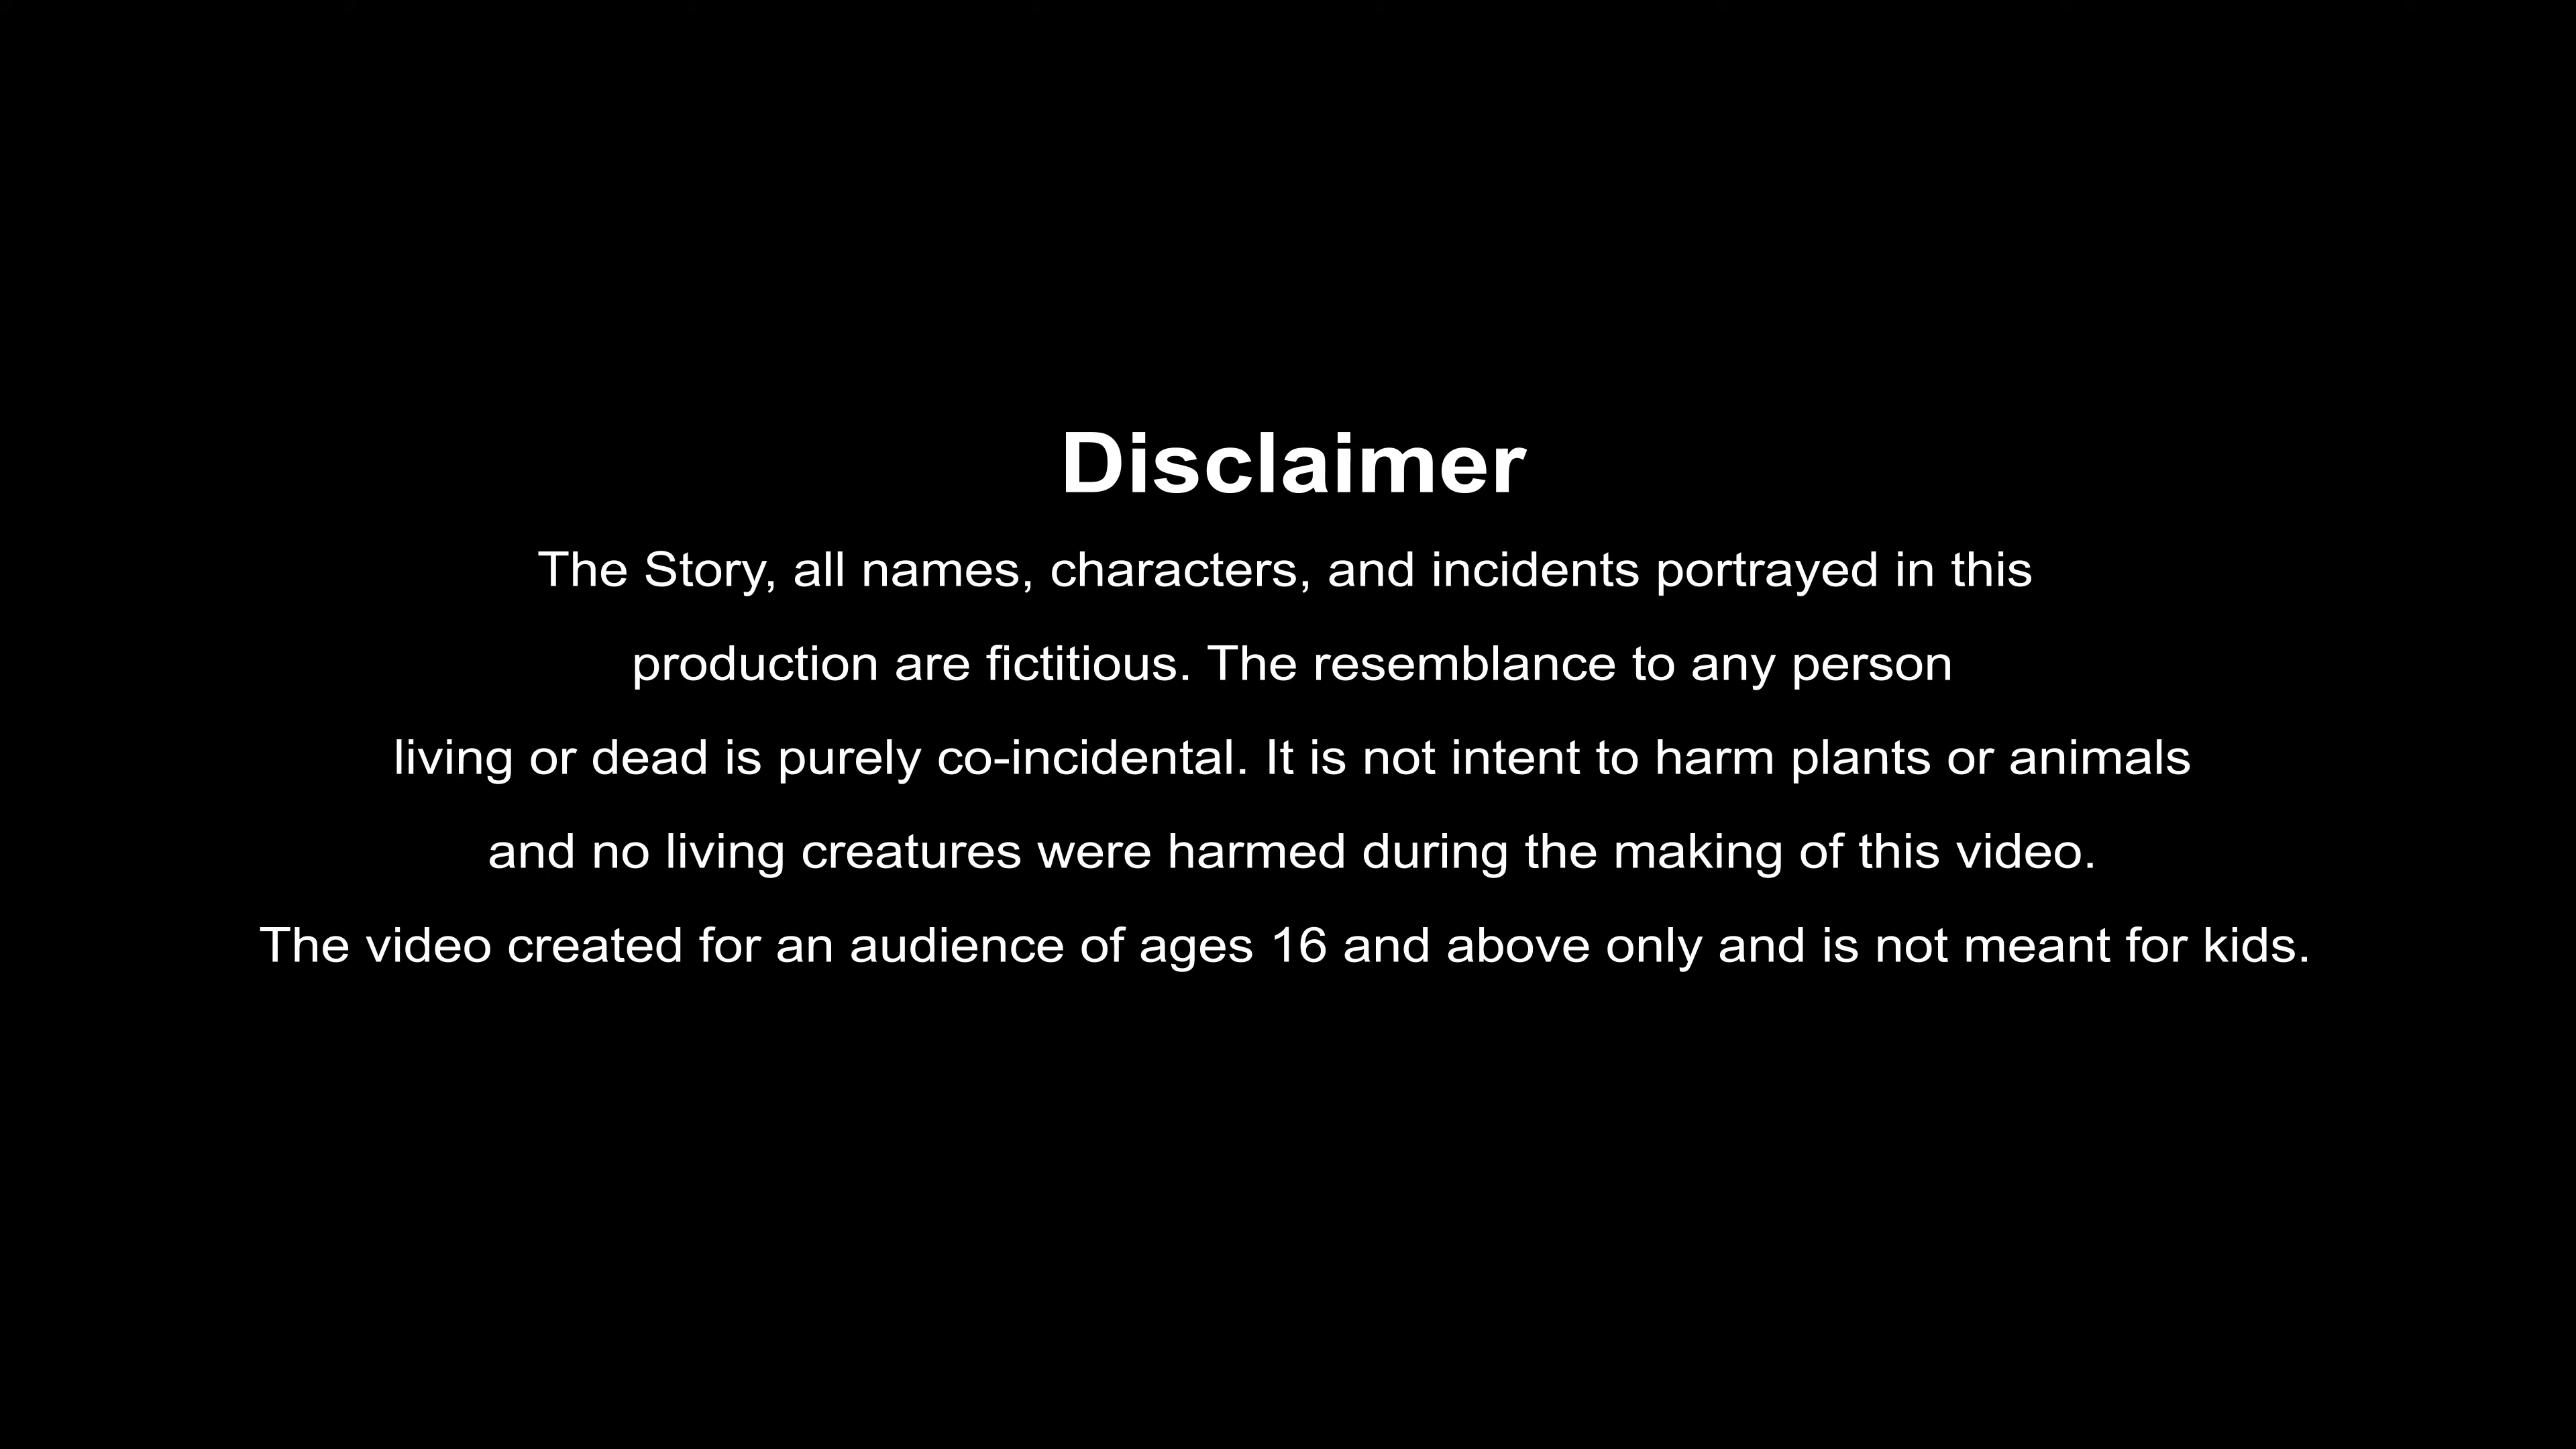 Disclaimer
The Story, all names, characters, and incidents portrayed in this
production are fictitious. The resemblance to any person
living or dead is purely co-incidental. It is not intent to harm plants or animals
and no living creatures were harmed during the making of this video.
The video created for an audience of ages 16 and above only and is not meant for kids.